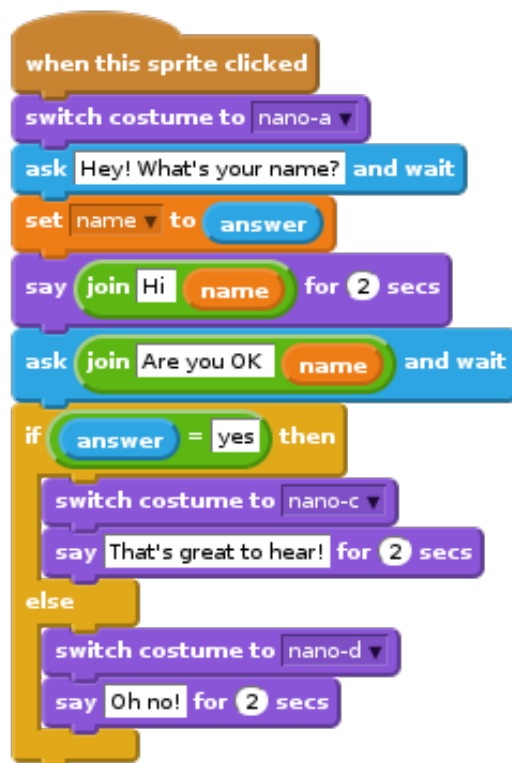 when this sprite clicked
switch costume to nano-a
ask Hey! What's your name? and wait
set name to answer
say join Hi name for 2 secs
ask join Are you OK name and wait
if answer = yes then
switch costume to nano-c
say That's great to hear! for 2 secs
else
switch costume to nano-d
say Oh no! for 2 secs